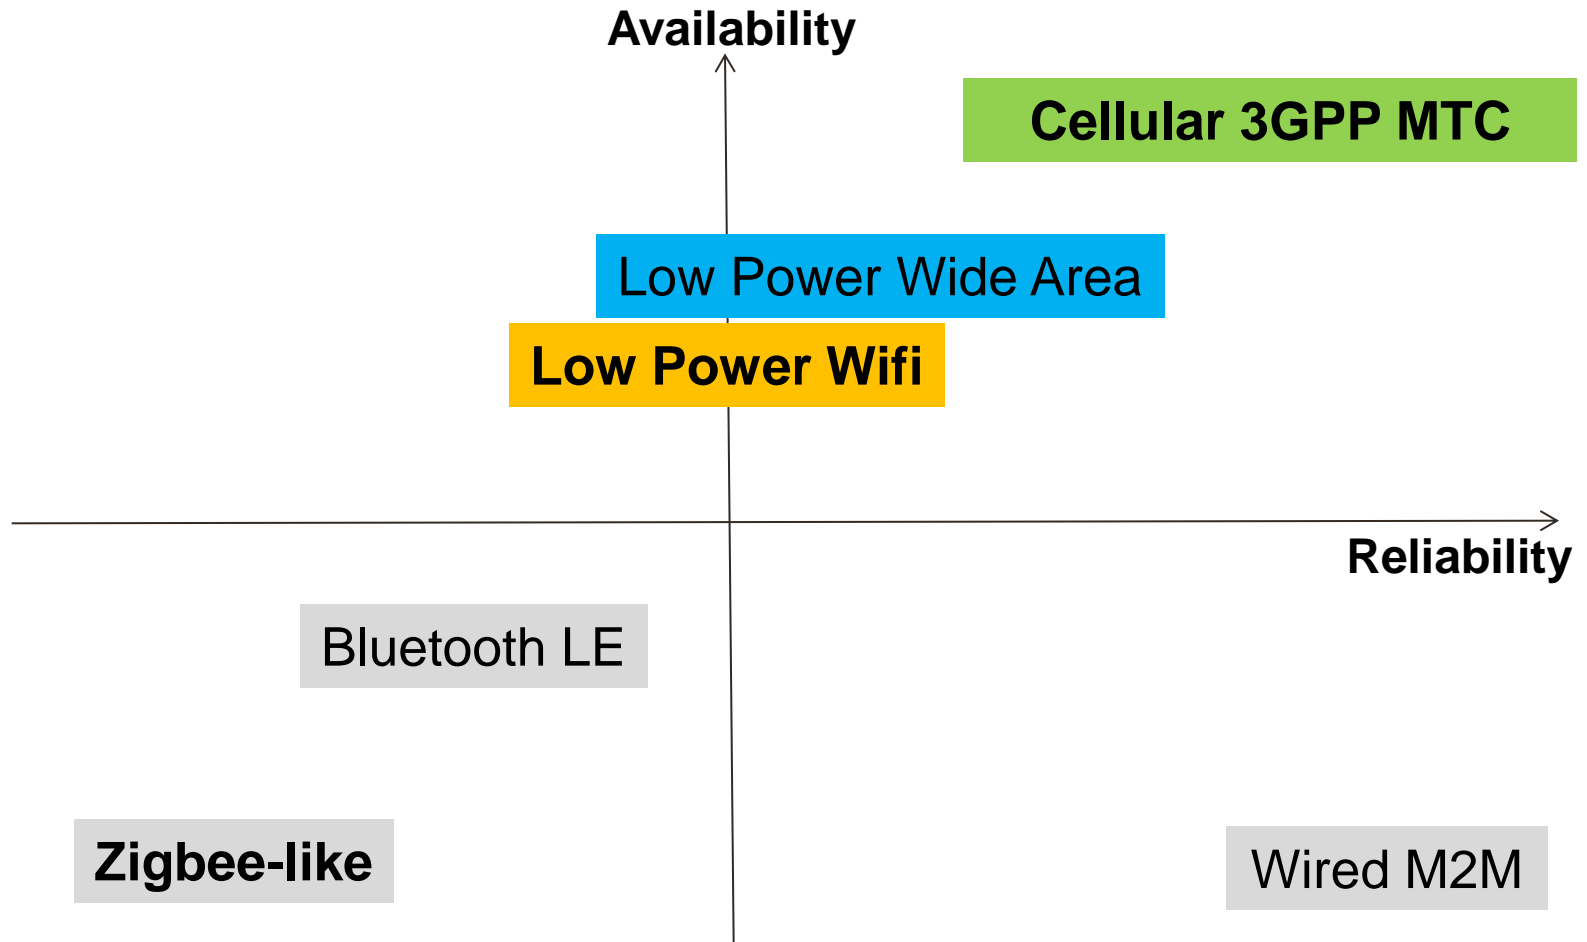 Availability
Cellular 3GPP MTC
Low Power Wide Area
Low Power Wifi
Reliability
Bluetooth LE
Zigbee-like
Wired M2M